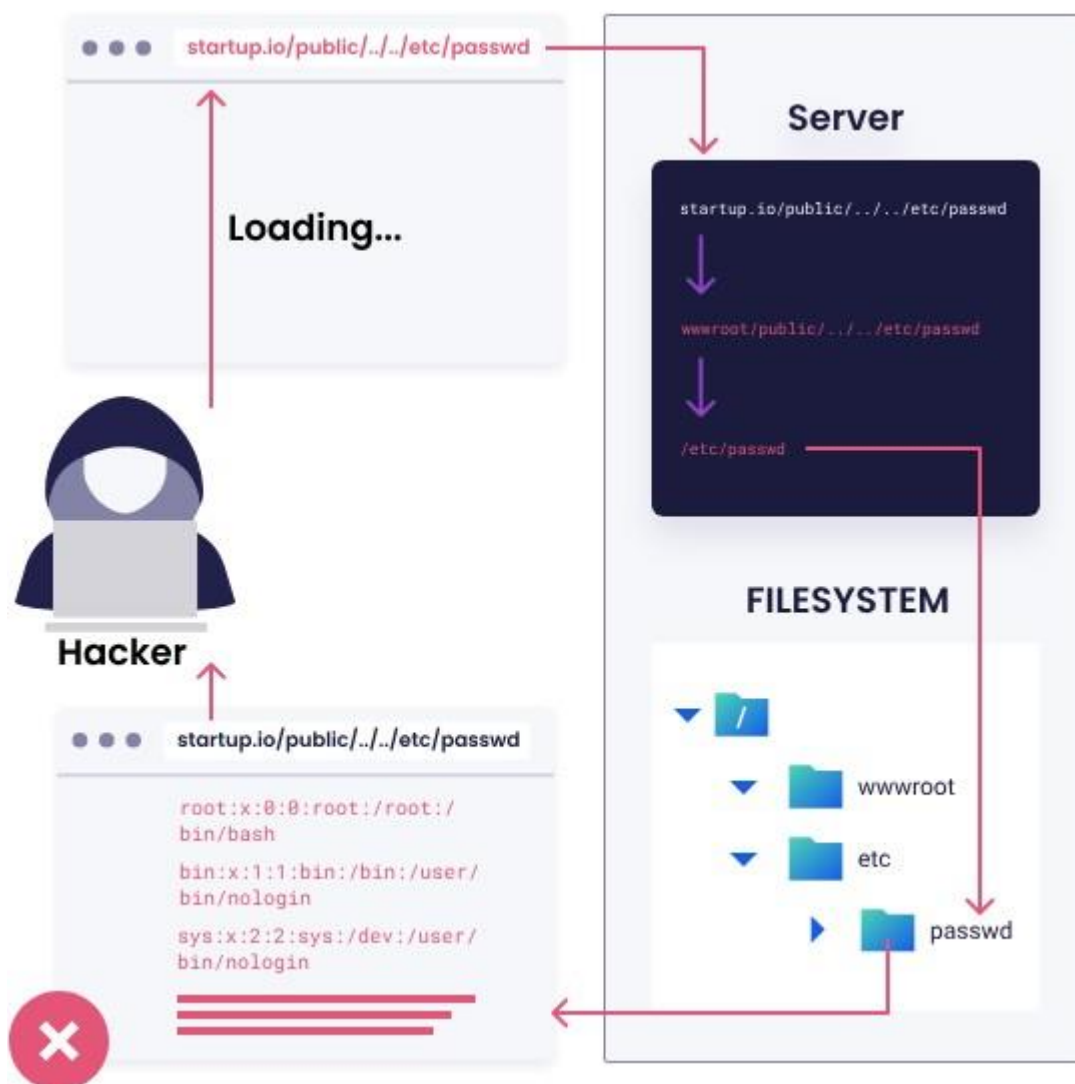 startup.io/public/../../etc/passwd
Loading...
Hacker
startup.io/public/../../etc/passwd
root:x:0:0:root:/root:/
bin/bash
bin:x:1:1:bin:/bin:/user/
bin/nologin
sys:x:2:2:sys:/dev:/user/
bin/nologin
Server
startup.io/public/../../etc/passwd
wwwroot/public/../../etc/passwd
/etc/passwd
FILESYSTEM
/
wwwroot
etc
passwd